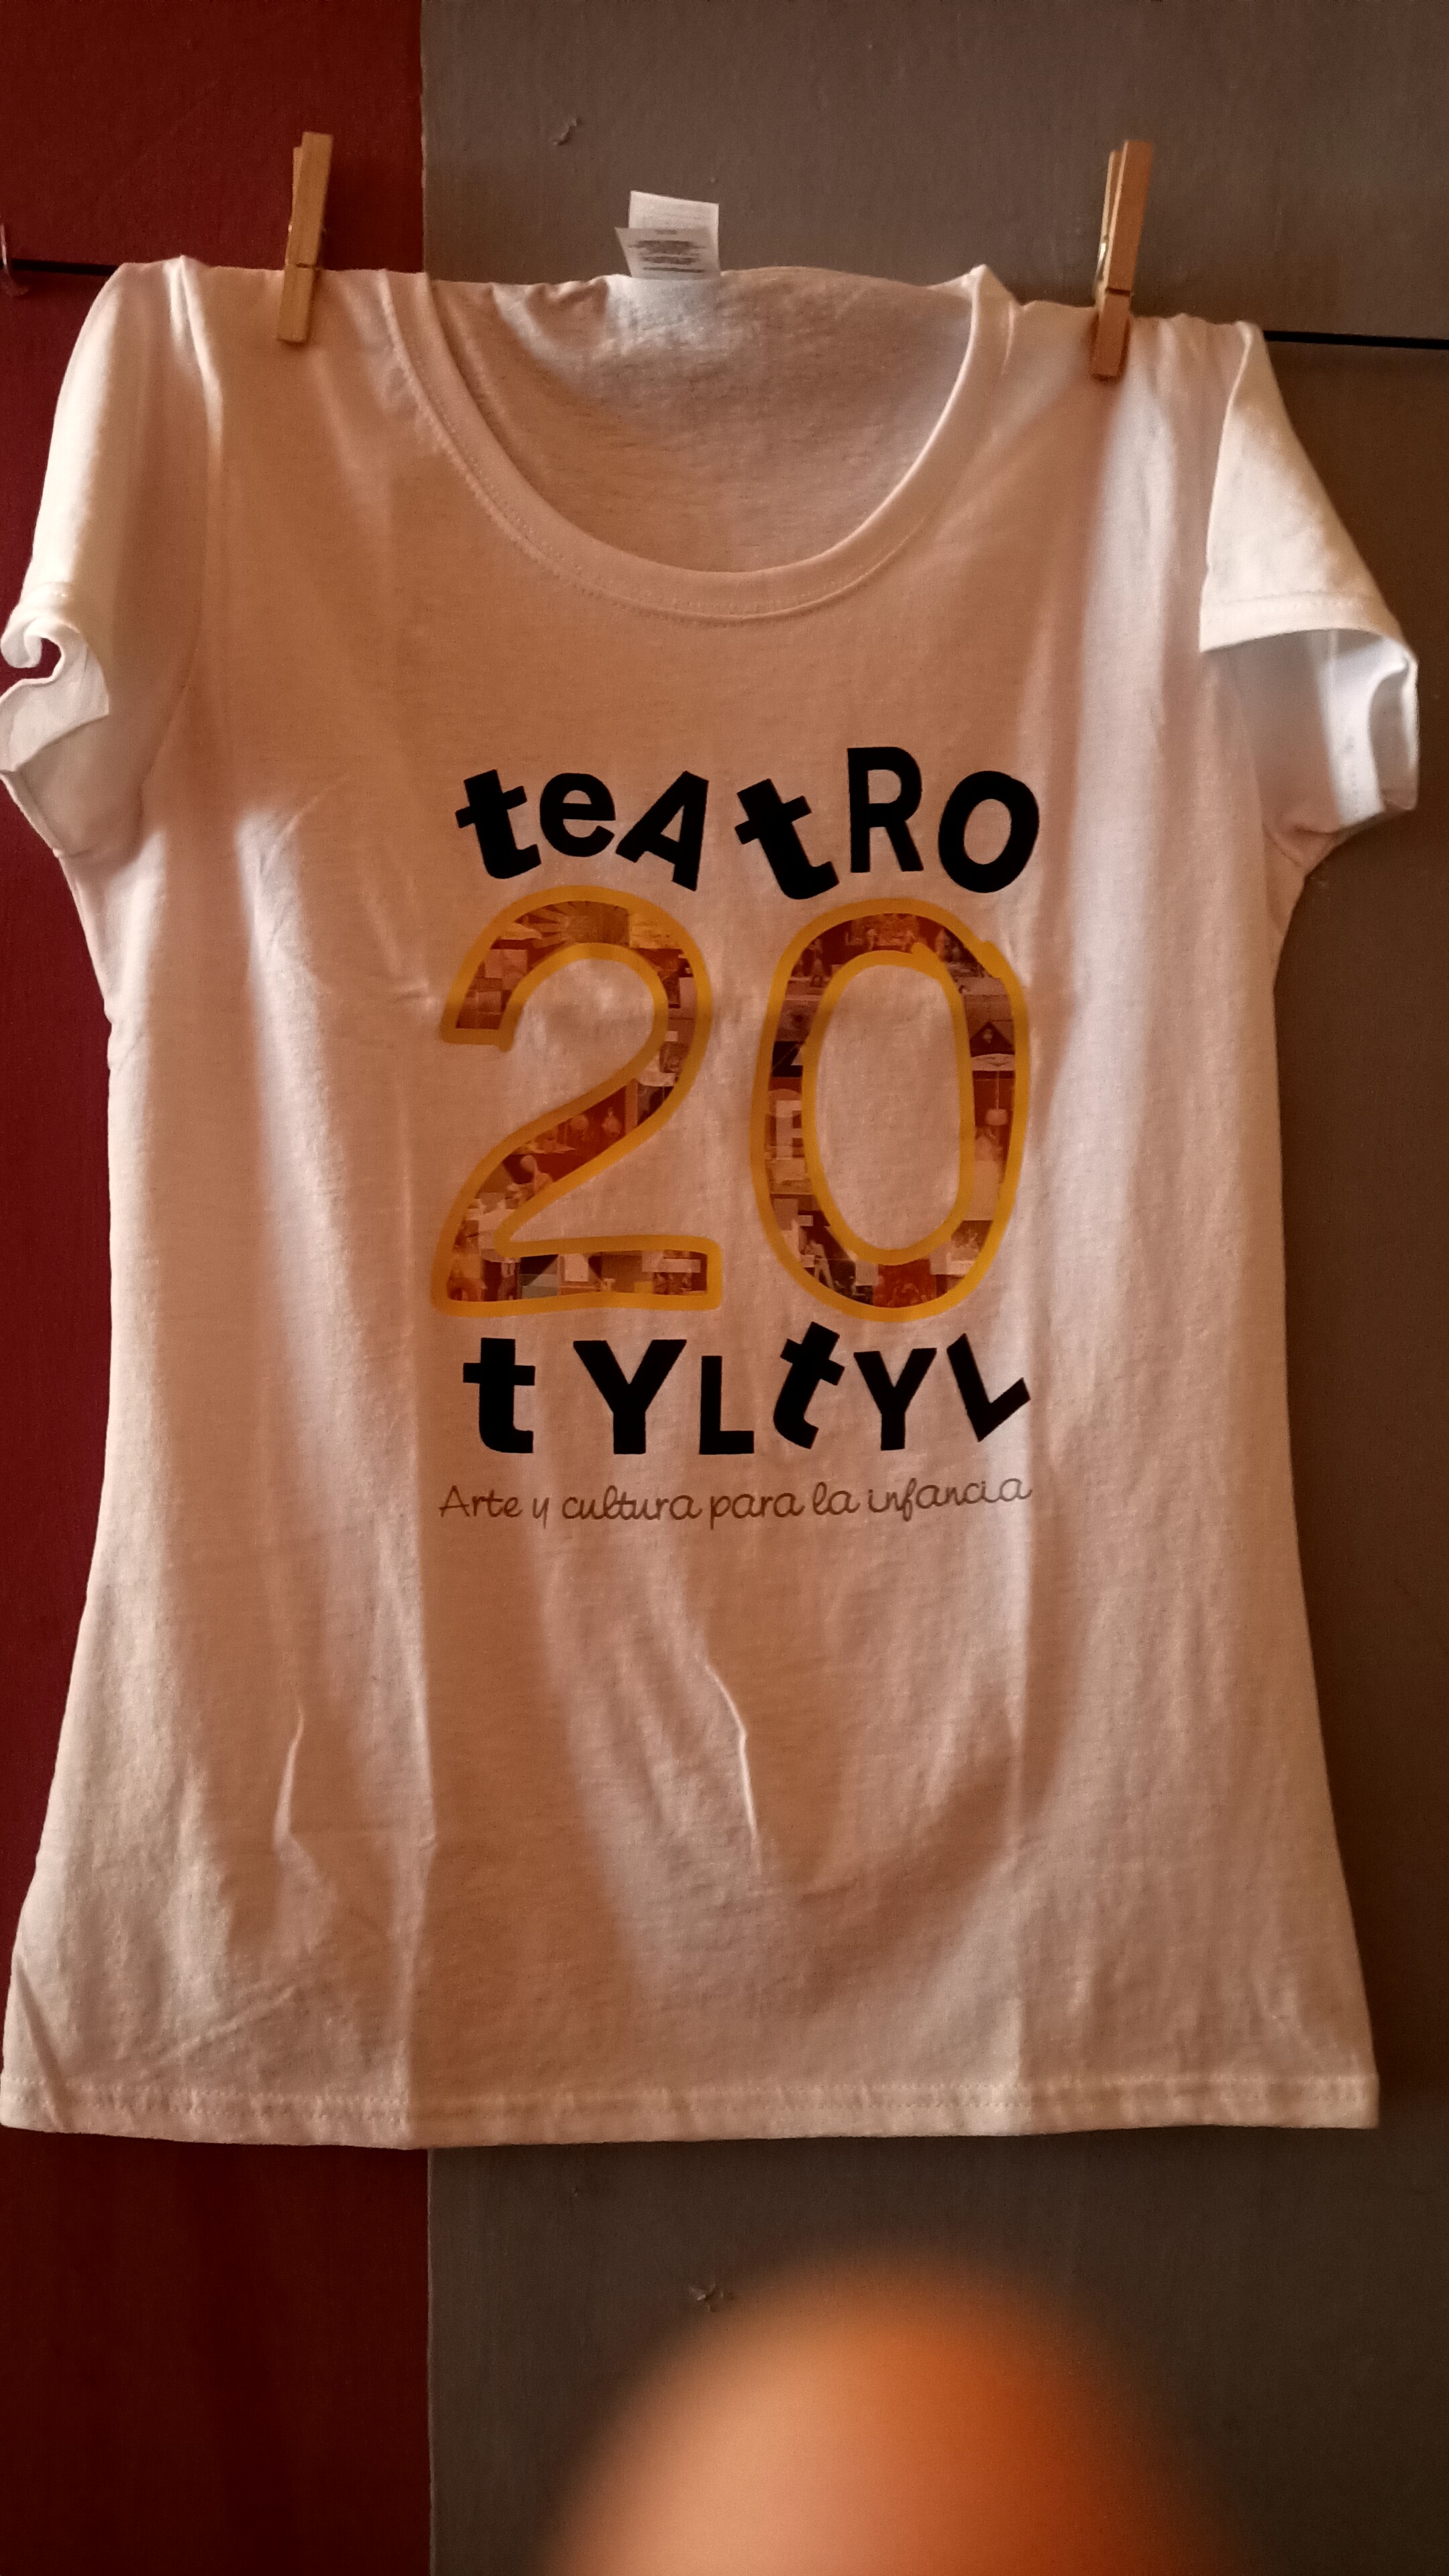 teAtRO
20
tYLtYL
Arte y cultura para la infancia